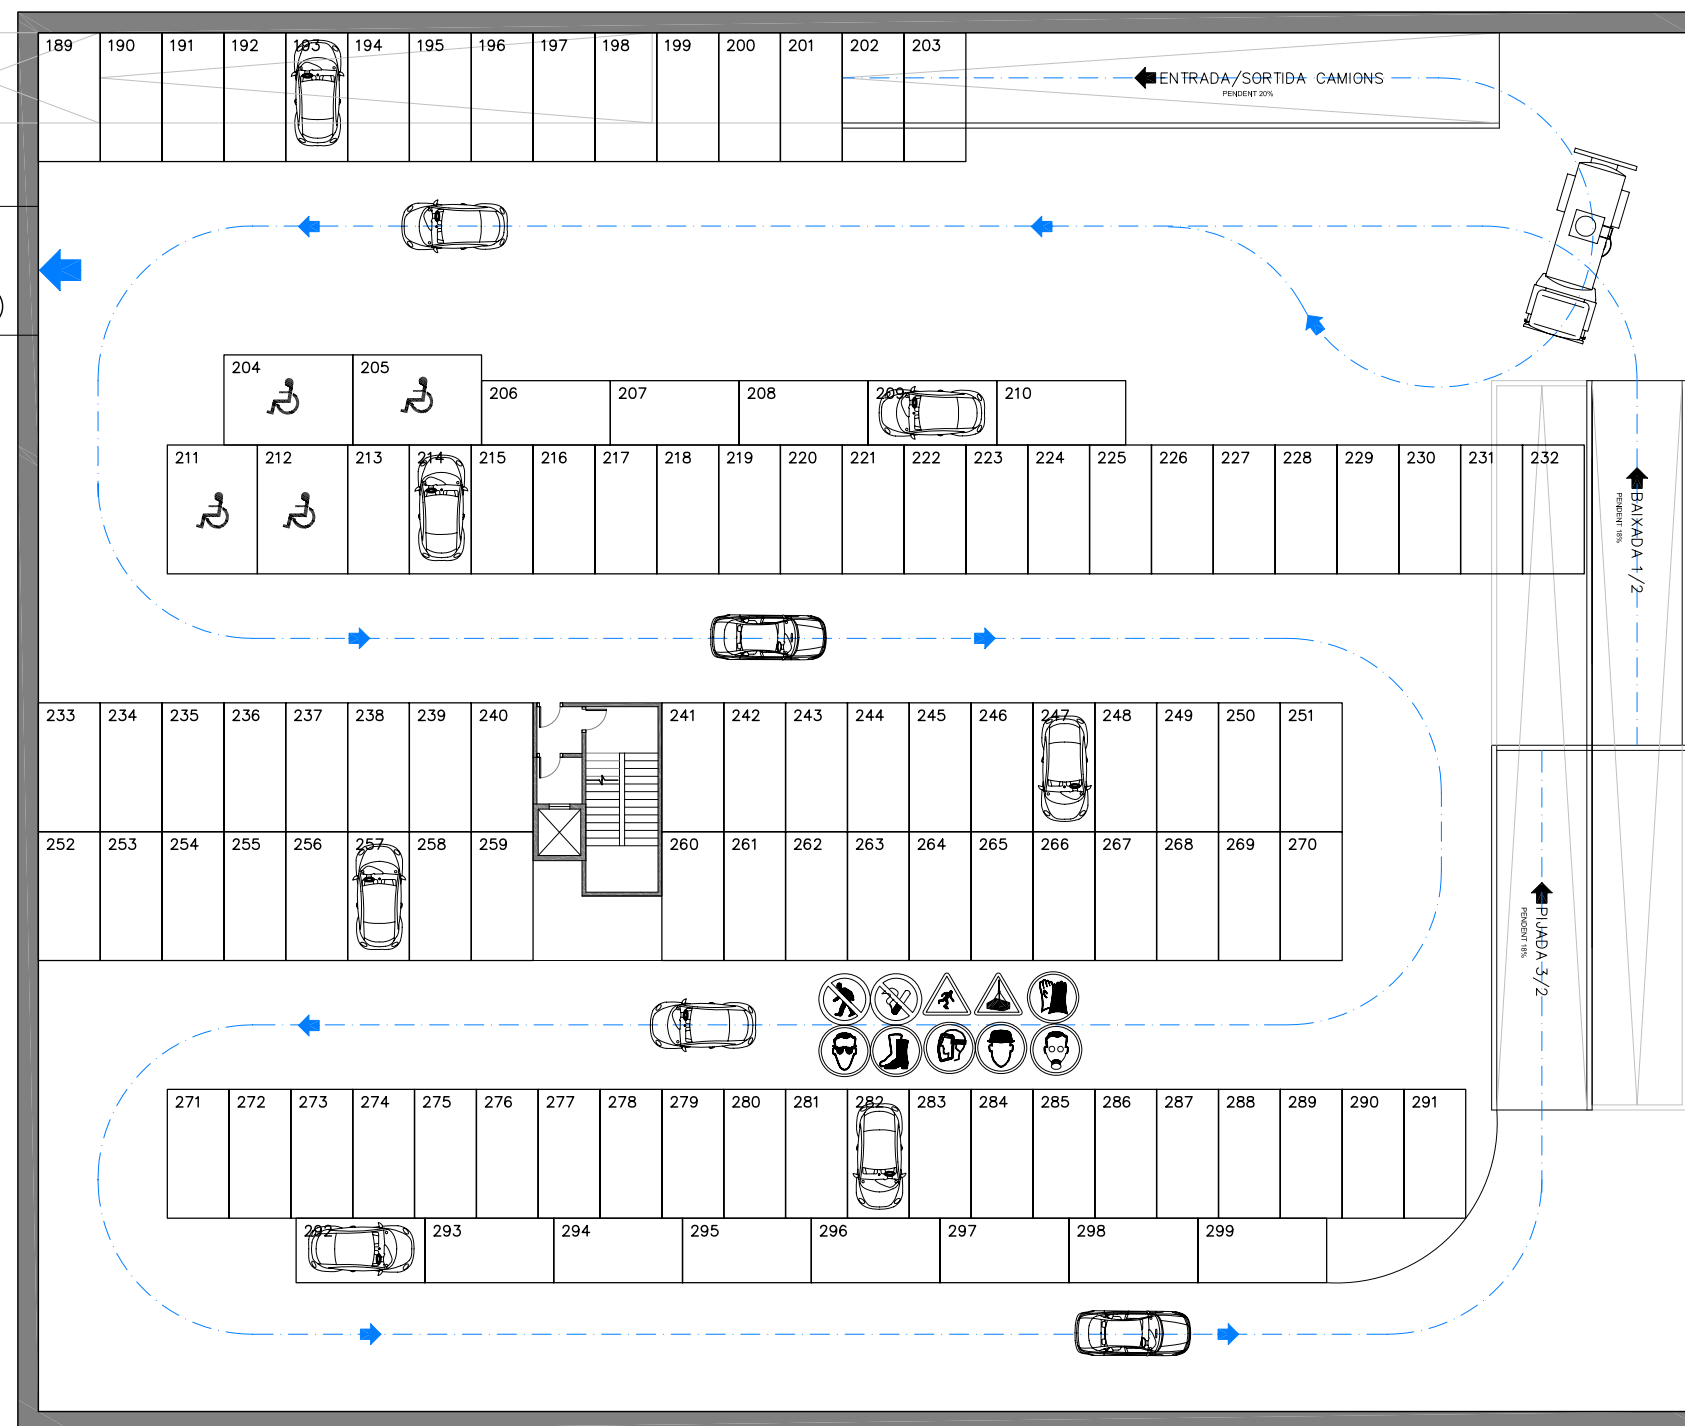 189 190 191 192 193 194 195 196 197 198 199 200 201 202 203
ENTRADA/SORTIDA CAMIONS
PENDENT 20%
204 205
206 207 208 209 210
211 212 213 214 215 216 217 218 219 220 221 222 223 224 225 226 227 228 229 230 231 232
BAIXADA 1/2
PENDENT 18%
233 234 235 236 237 238 239 240 241 242 243 244 245 246 247 248 249 250 251
252 253 254 255 256 257 258 259 260 261 262 263 264 265 266 267 268 269 270
PUJADA 3/2
PENDENT 18%
271 272 273 274 275 276 277 278 279 280 281 282 283 284 285 286 287 288 289 290 291
292 293 294 295 296 297 298 299